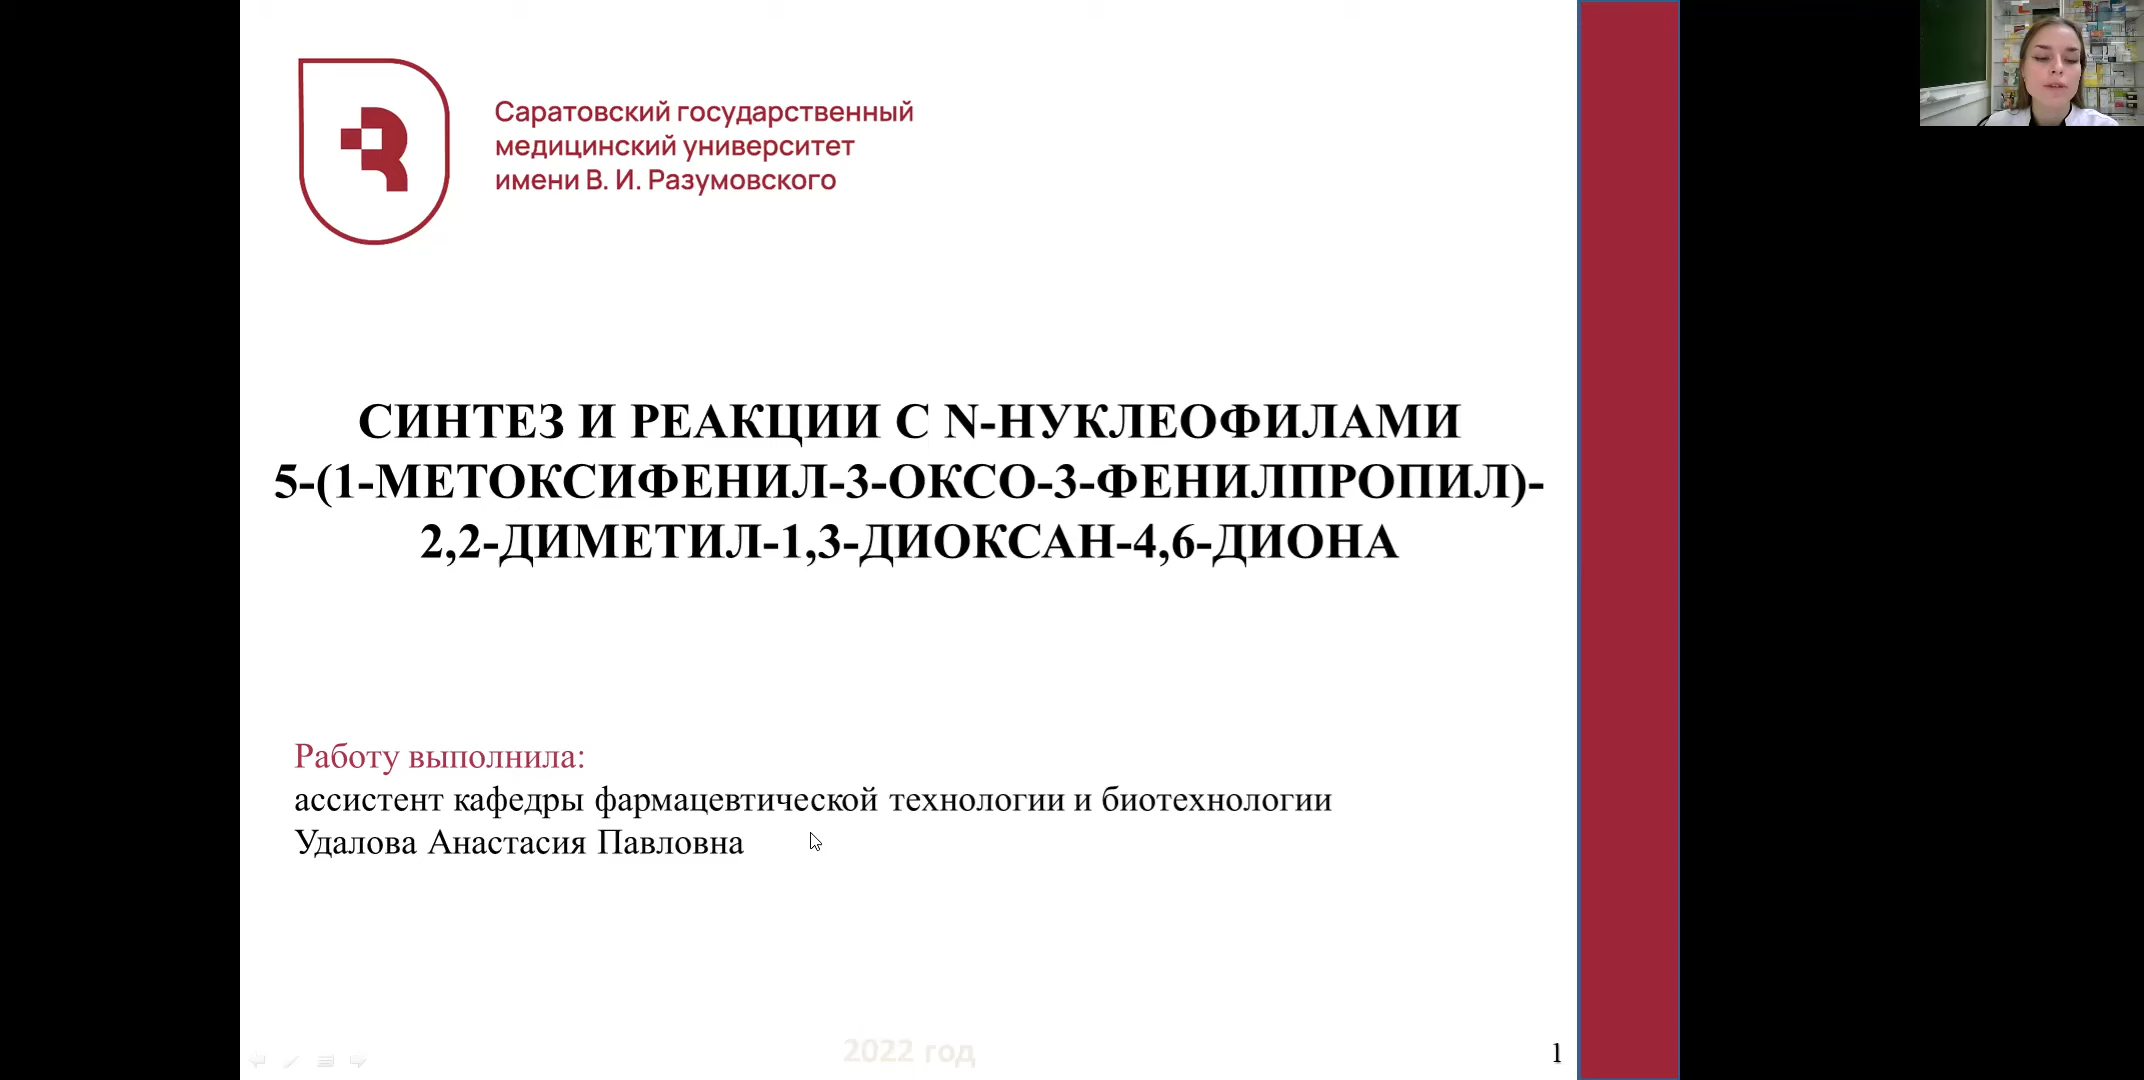 Саратовский государственный
медицинский университет
имени В. И. Разумовского
СИНТЕЗ И РЕАКЦИИ С N-НУКЛЕОФИЛАМИ
5-(1-МЕТОКСИФЕНИЛ-3-ОКСО-3-ФЕНИЛПРОПИЛ)-
2,2-ДИМЕТИЛ-1,3-ДИОКСАН-4,6-ДИОНА
Работу выполнила:
ассистент кафедры фармацевтической технологии и биотехнологии
Удалова Анастасия Павловна
2022 год
1